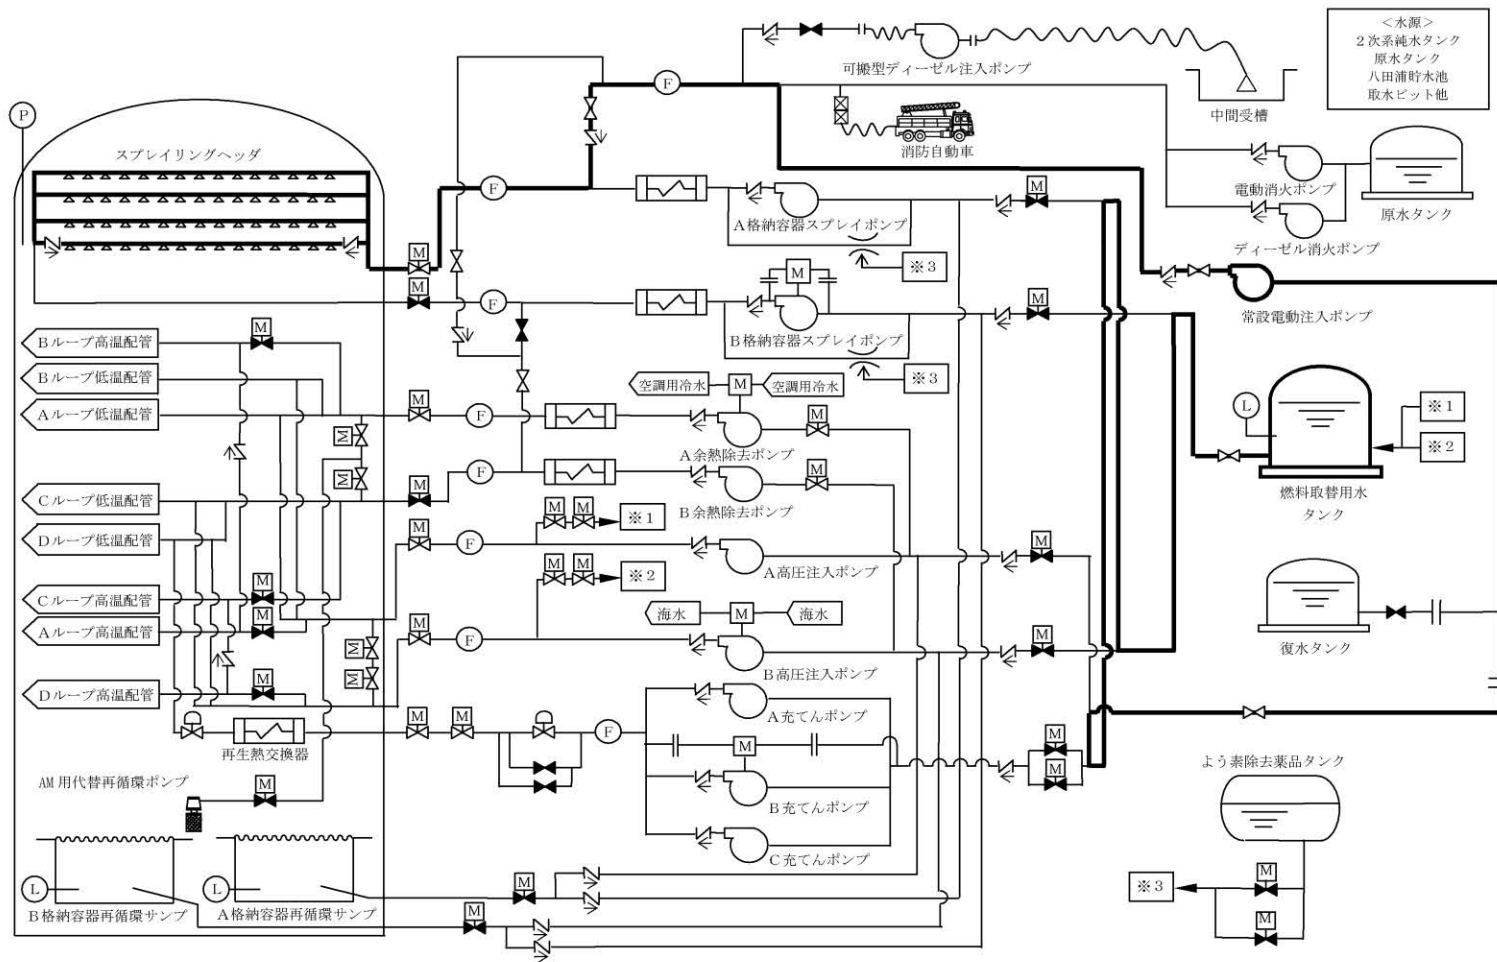 ＜水源＞
２次系純水タンク
原水タンク
八田浦貯水池
取水ピット他
可搬型ディーゼル注入ポンプ
中間受槽
消防自動車
電動消火ポンプ
原水タンク
ディーゼル消火ポンプ
P
スプレイリングヘッダ
F
F
M
M
A格納容器スプレイポンプ
※３
M
F
M
M
B格納容器スプレイポンプ
※３
常設電動注入ポンプ
Bループ高温配管
M
Bループ低温配管
Aループ低温配管
M
F
空調用冷水
M
空調用冷水
M
A余熱除去ポンプ
L
※１
※２
燃料取替用水
タンク
M
M
Cループ低温配管
M
F
M
B余熱除去ポンプ
Dループ低温配管
M
F
M
M
※１
A高圧注入ポンプ
M
M
M
※２
Cループ高温配管
M
Aループ高温配管
M
M
F
海水
M
海水
B高圧注入ポンプ
M
復水タンク
M
M
Dループ高温配管
M
再生熱交換器
M
M
F
A充てんポンプ
M
B充てんポンプ
C充てんポンプ
M
M
よう素除去薬品タンク
AM用代替再循環ポンプ
M
L
B格納容器再循環サンプ
L
A格納容器再循環サンプ
M
M
※３
M
M